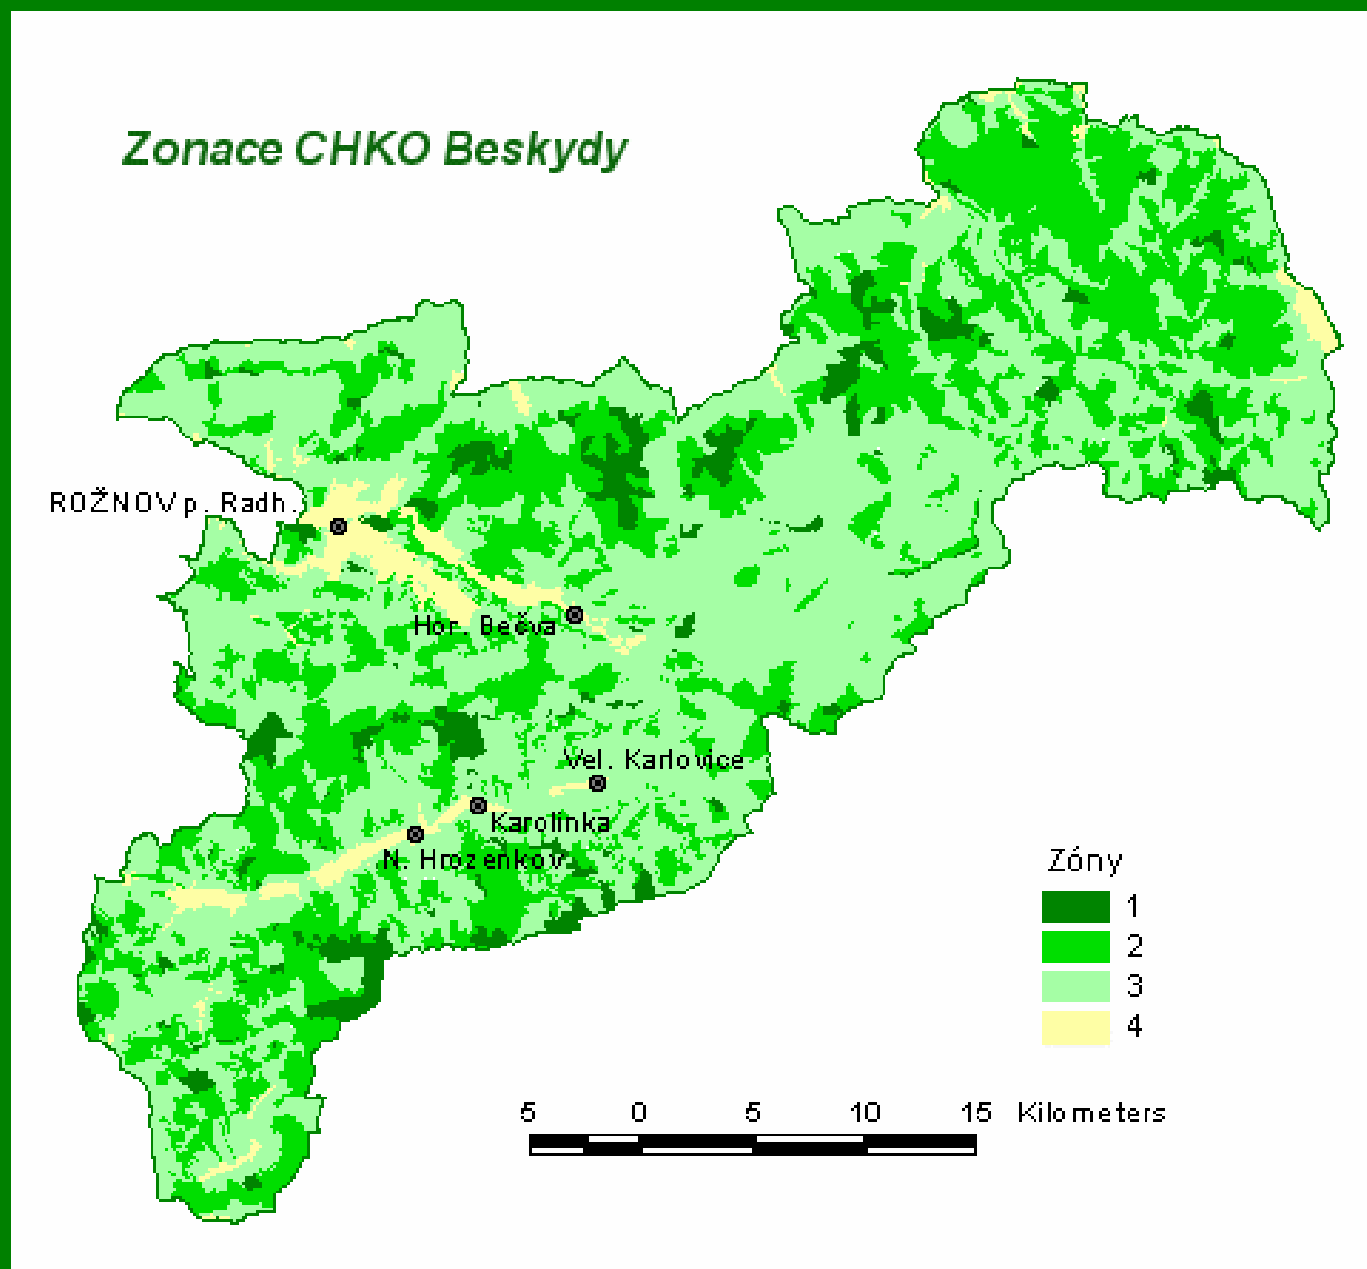 Zonace CHKO Beskydy
ROŽNOV p. Radh.
Hor. Bečva
Vel. Karlovice
Karolinka
N. Hrozenkov
Zóny
1
2
3
4
5 0 5 10 15 Kilometers